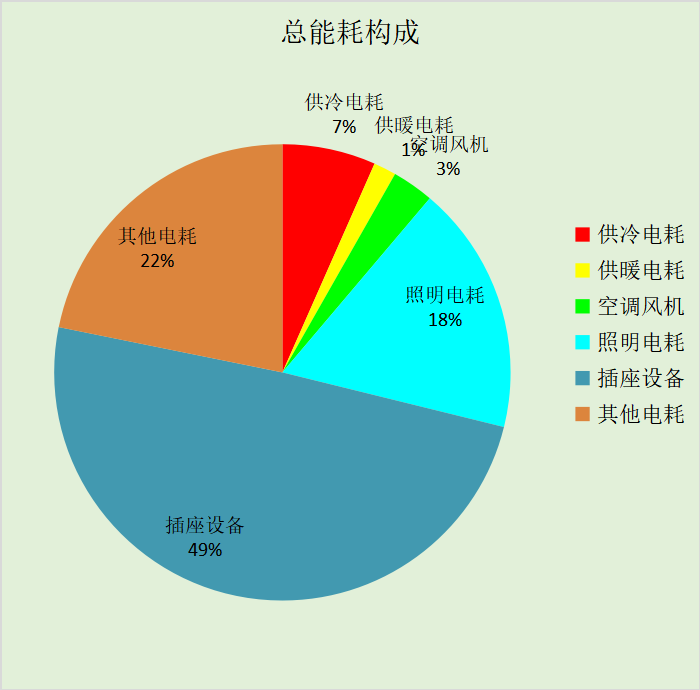 总能耗构成
供冷电耗
7%
供暖电耗
1%
空调风机
3%
照明电耗
18%
插座设备
49%
其他电耗
22%
供冷电耗
供暖电耗
空调风机
照明电耗
插座设备
其他电耗